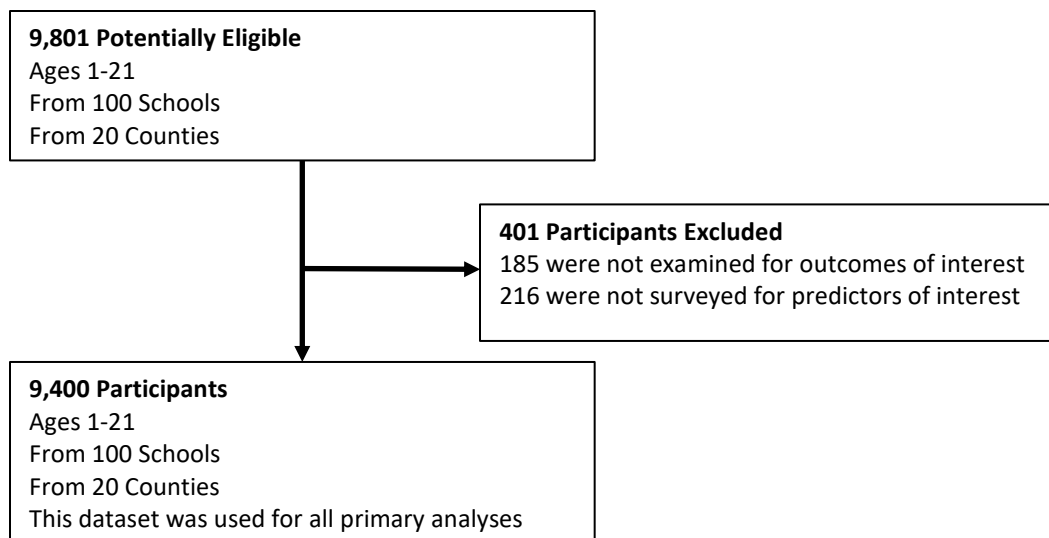 9,801 Potentially Eligible
Ages 1-21
From 100 Schools
From 20 Counties
401 Participants Excluded
185 were not examined for outcomes of interest
216 were not surveyed for predictors of interest
9,400 Participants
Ages 1-21
From 100 Schools
From 20 Counties
This dataset was used for all primary analyses